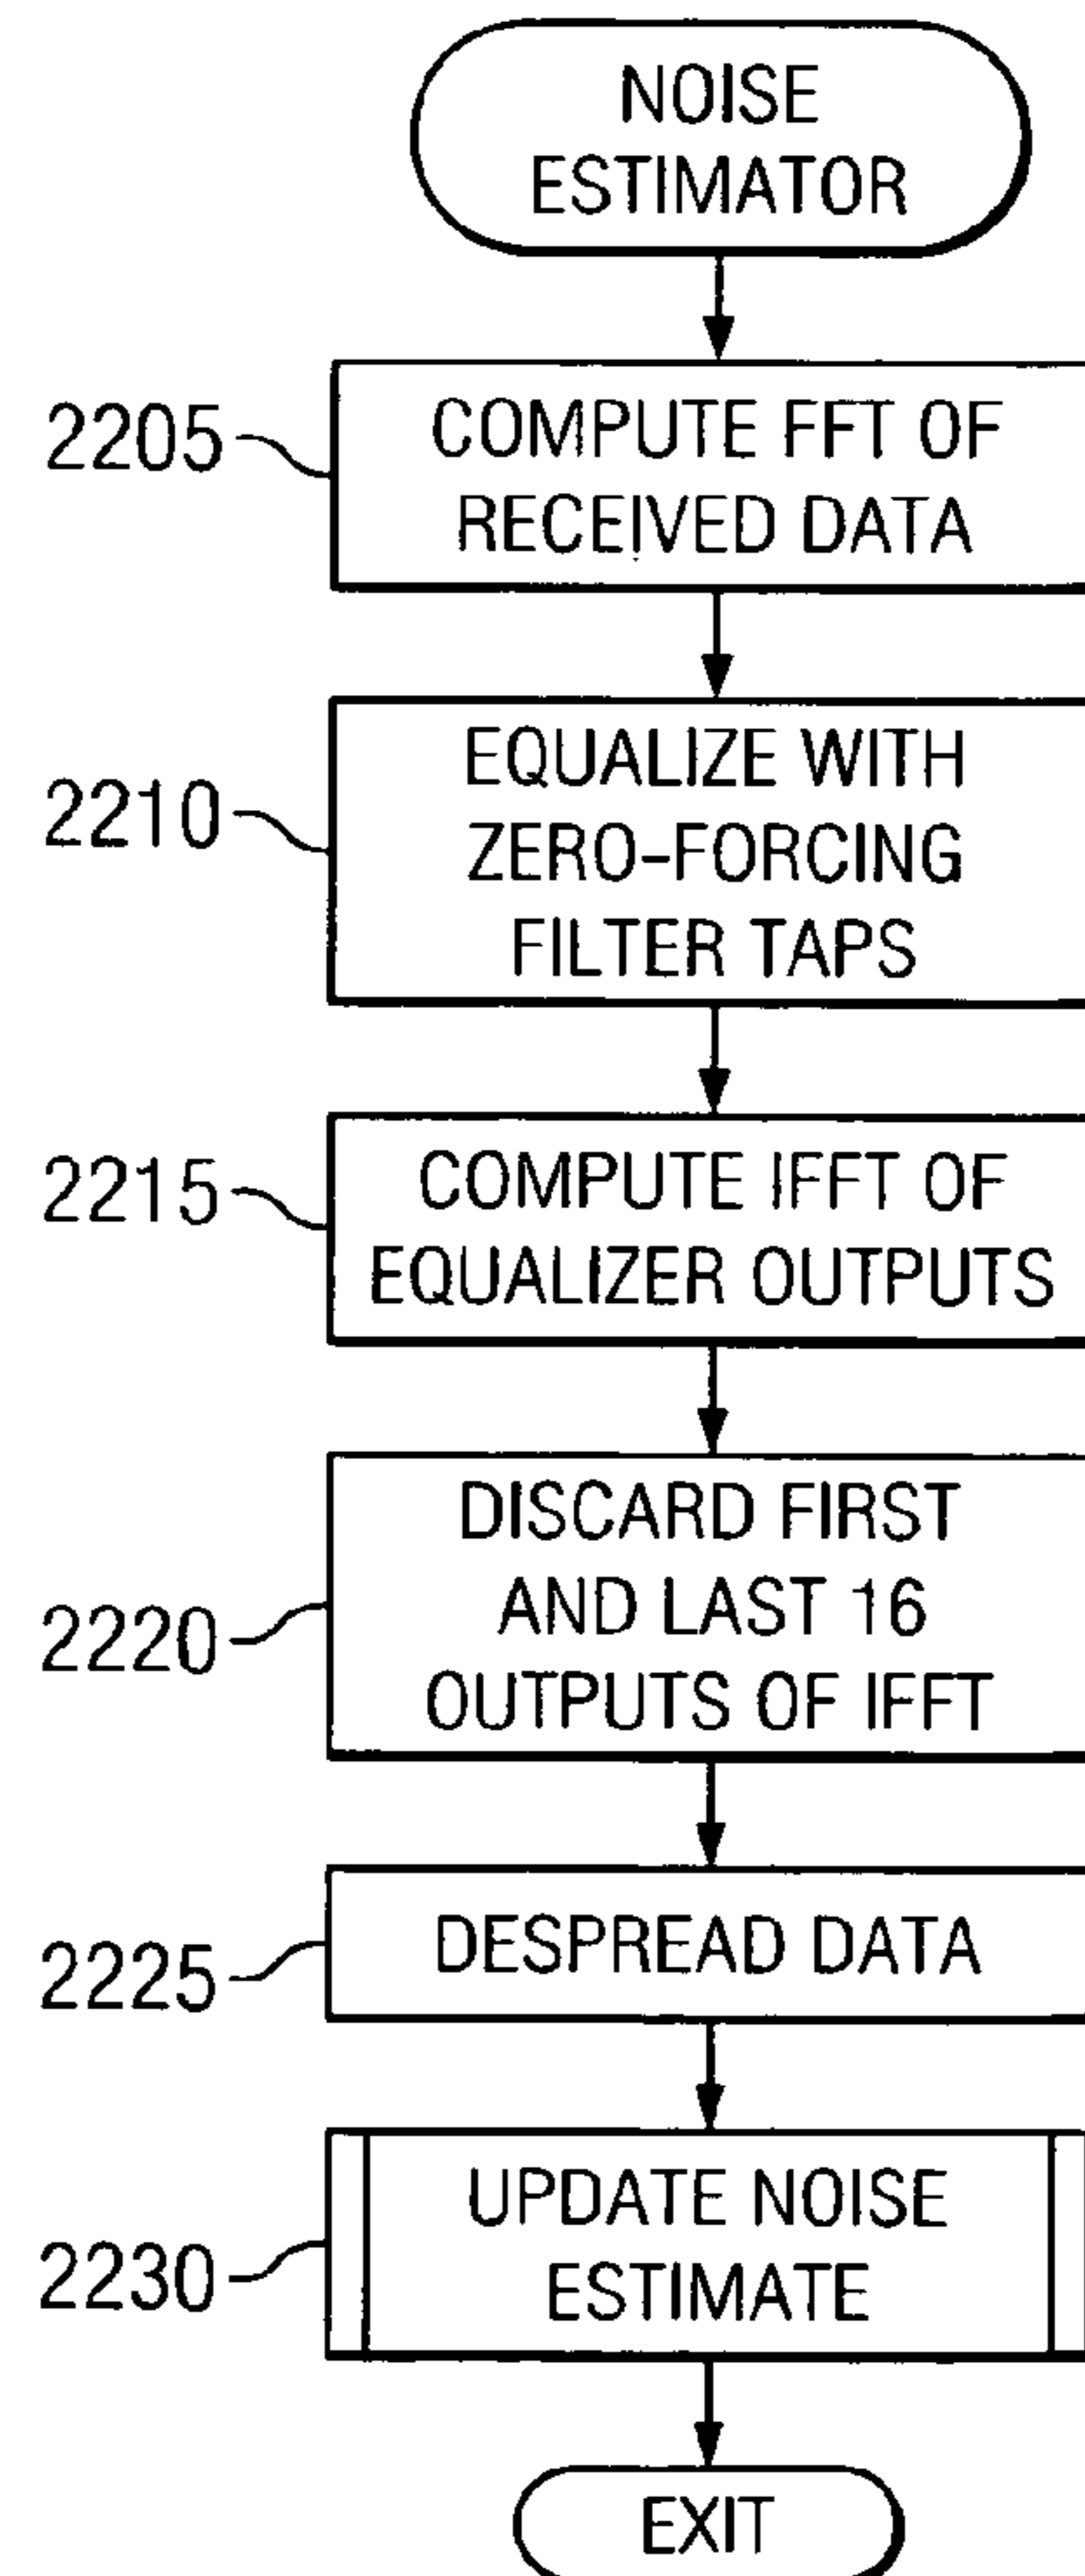 NOISE
ESTIMATOR
2205
COMPUTE FFT OF
RECEIVED DATA
2210
EQUALIZE WITH
ZERO-FORCING
FILTER TAPS
2215
COMPUTE IFFT OF
EQUALIZER OUTPUTS
2220
DISCARD FIRST
AND LAST 16
OUTPUTS OF IFFT
2225
DESPREAD DATA
2230
UPDATE NOISE
ESTIMATE
EXIT